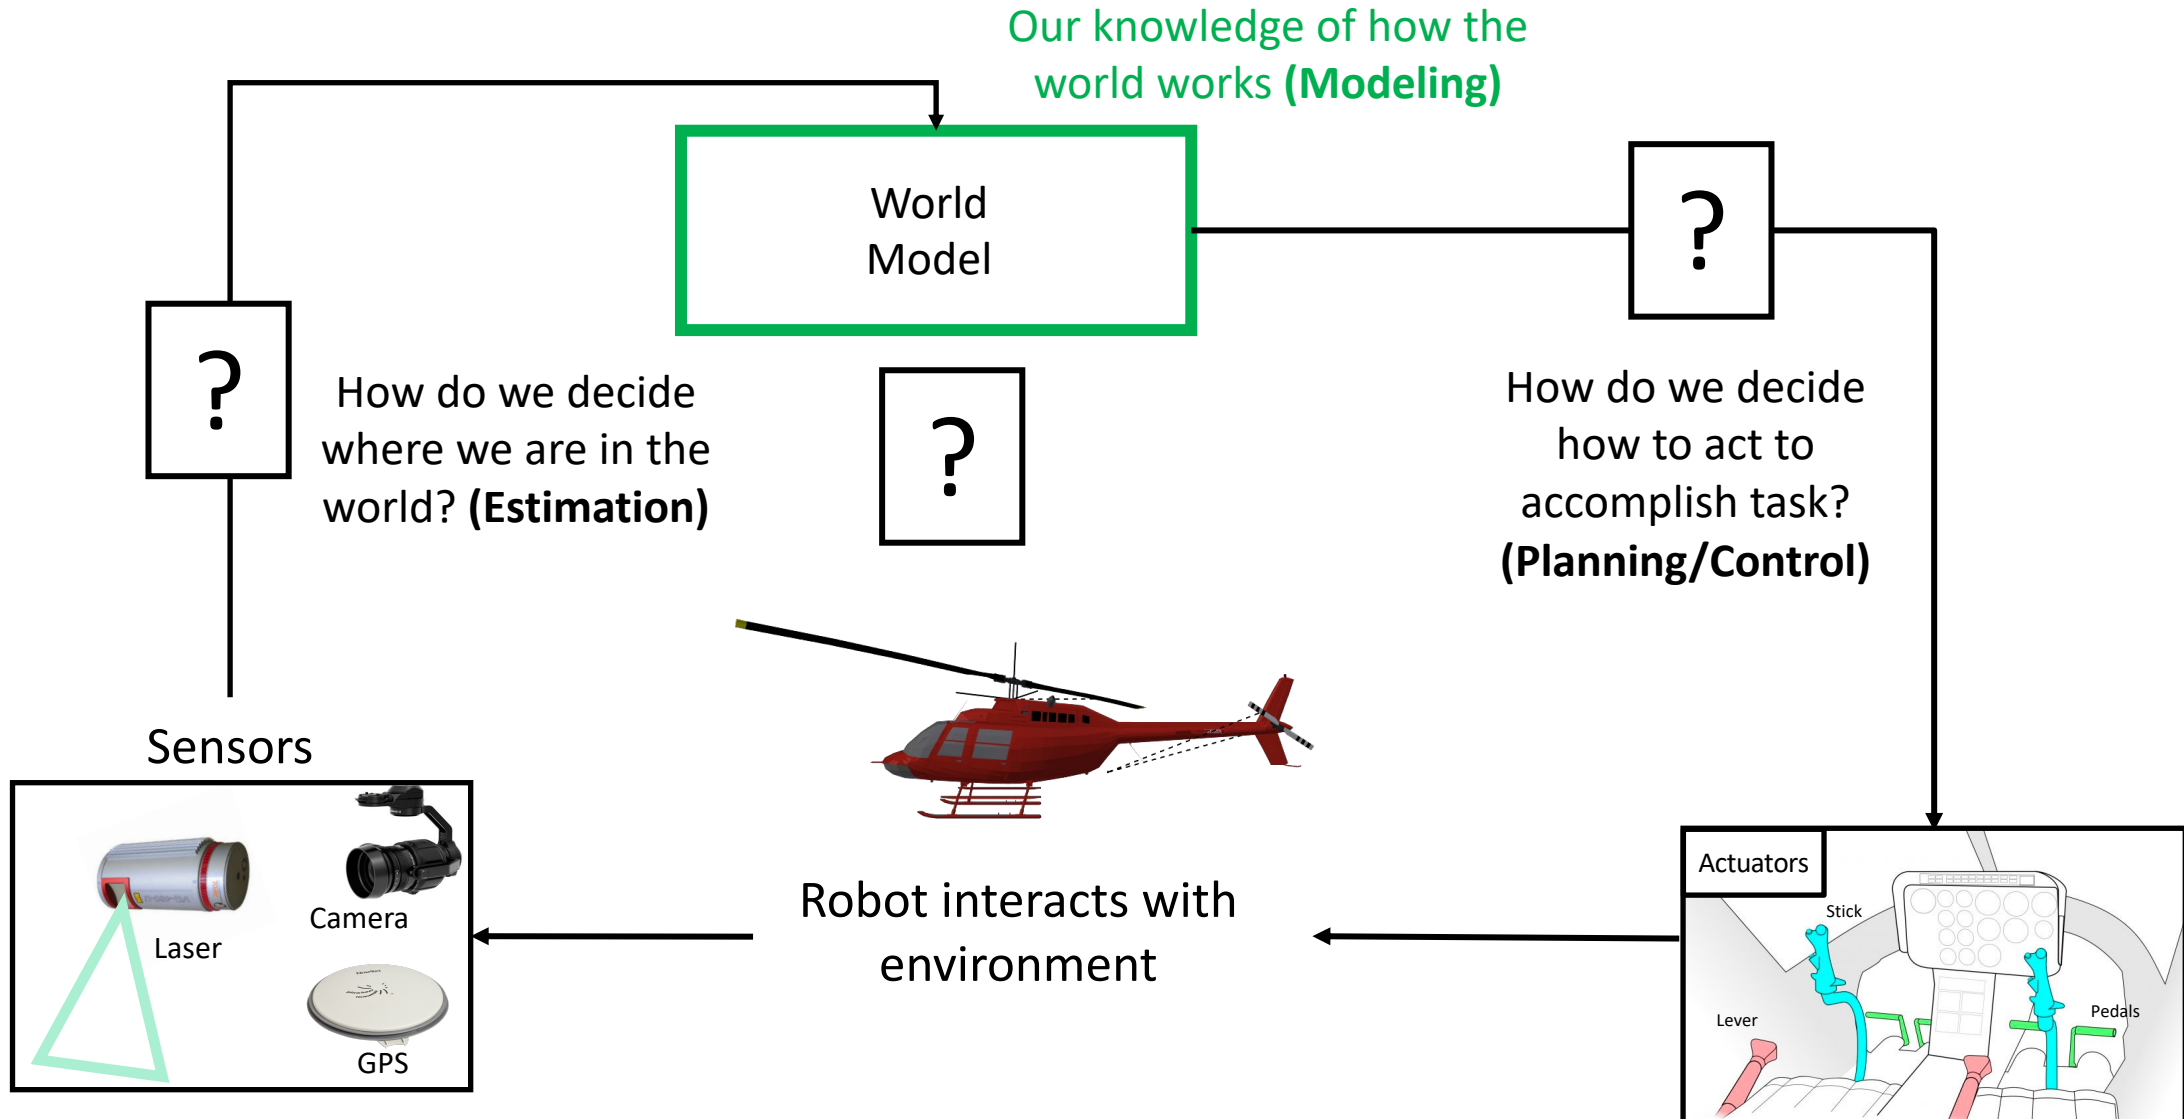 Our knowledge of how the
world works (Modeling)
World
Model
?
?
?
How do we decide
where we are in the
world? (Estimation)
How do we decide
how to act to
accomplish task?
(Planning/Control)
Sensors
Camera
Laser
GPS
Robot interacts with
environment
Actuators
Stick
Lever
Pedals